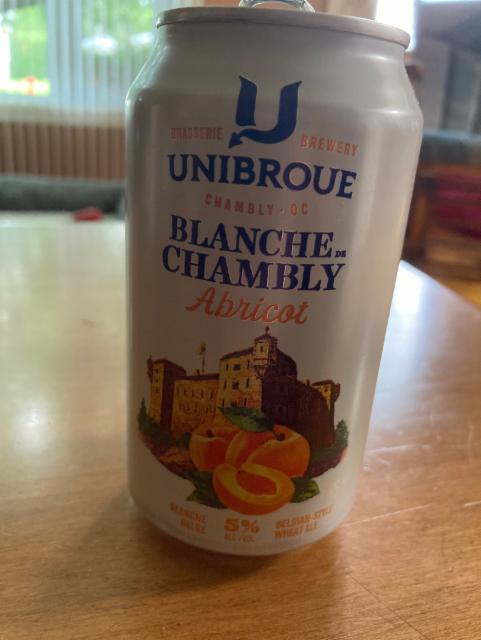 BRASSERIE BREWERY
UNIBROUE
CHAMBLY · QC
BLANCHE DE
CHAMBLY
Abricot
BLANCHE BELGE
5% ALC./VOL.
BELGIAN-STYLE WHEAT ALE